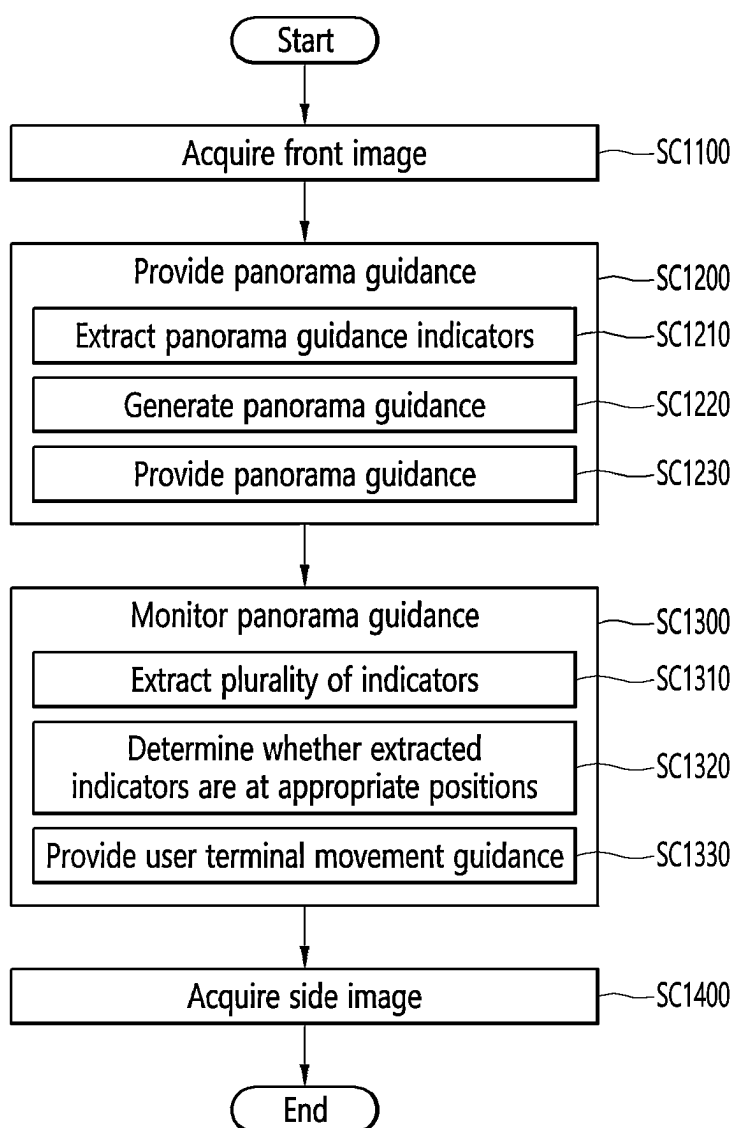 Start
Acquire front image
SC1100
Provide panorama guidance
SC1200
Extract panorama guidance indicators
SC1210
Generate panorama guidance
SC1220
Provide panorama guidance
SC1230
Monitor panorama guidance
SC1300
Extract plurality of indicators
SC1310
Determine whether extracted
indicators are at appropriate positions
SC1320
Provide user terminal movement guidance
SC1330
Acquire side image
SC1400
End